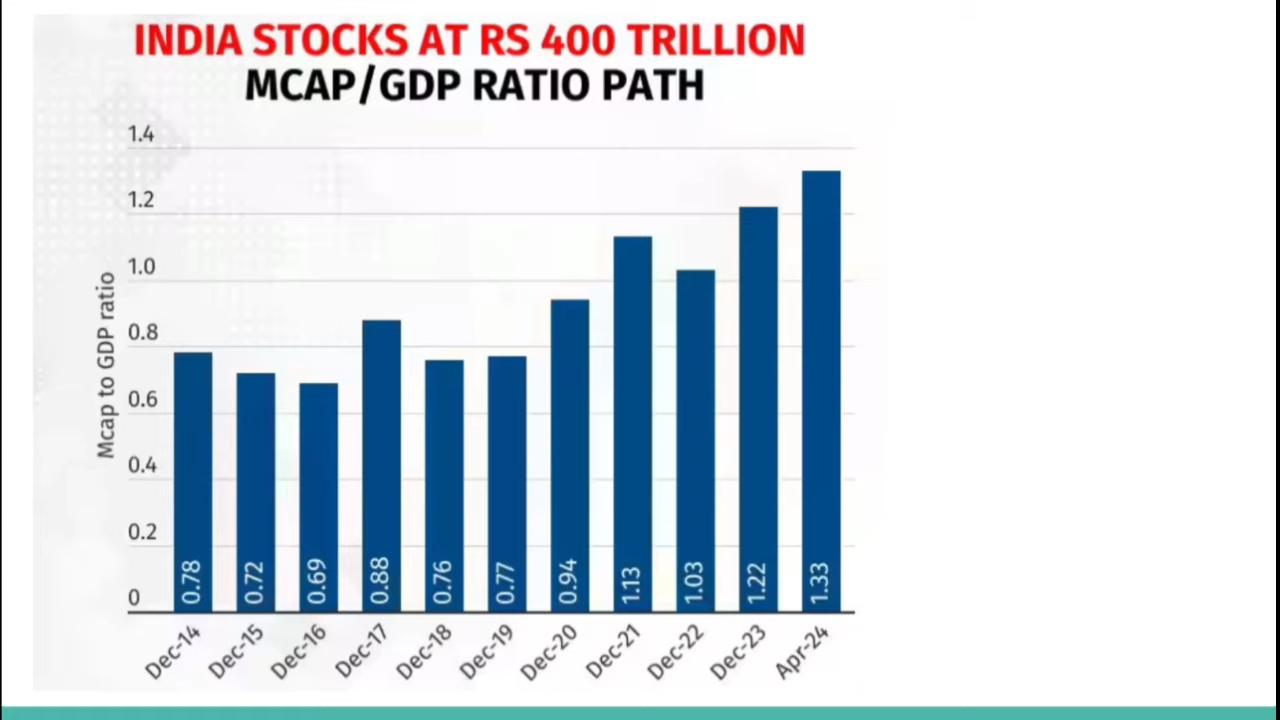 INDIA STOCKS AT RS 400 TRILLION
MCAP/GDP RATIO PATH
Mcap to GDP ratio
1.4
1.2
1.0
0.8
0.6
0.4
0.2
0
0.78
0.72
0.69
0.88
0.76
0.77
0.94
1.13
1.03
1.22
1.33
Dec-14
Dec-15
Dec-16
Dec-17
Dec-18
Dec-19
Dec-20
Dec-21
Dec-22
Dec-23
Apr-24